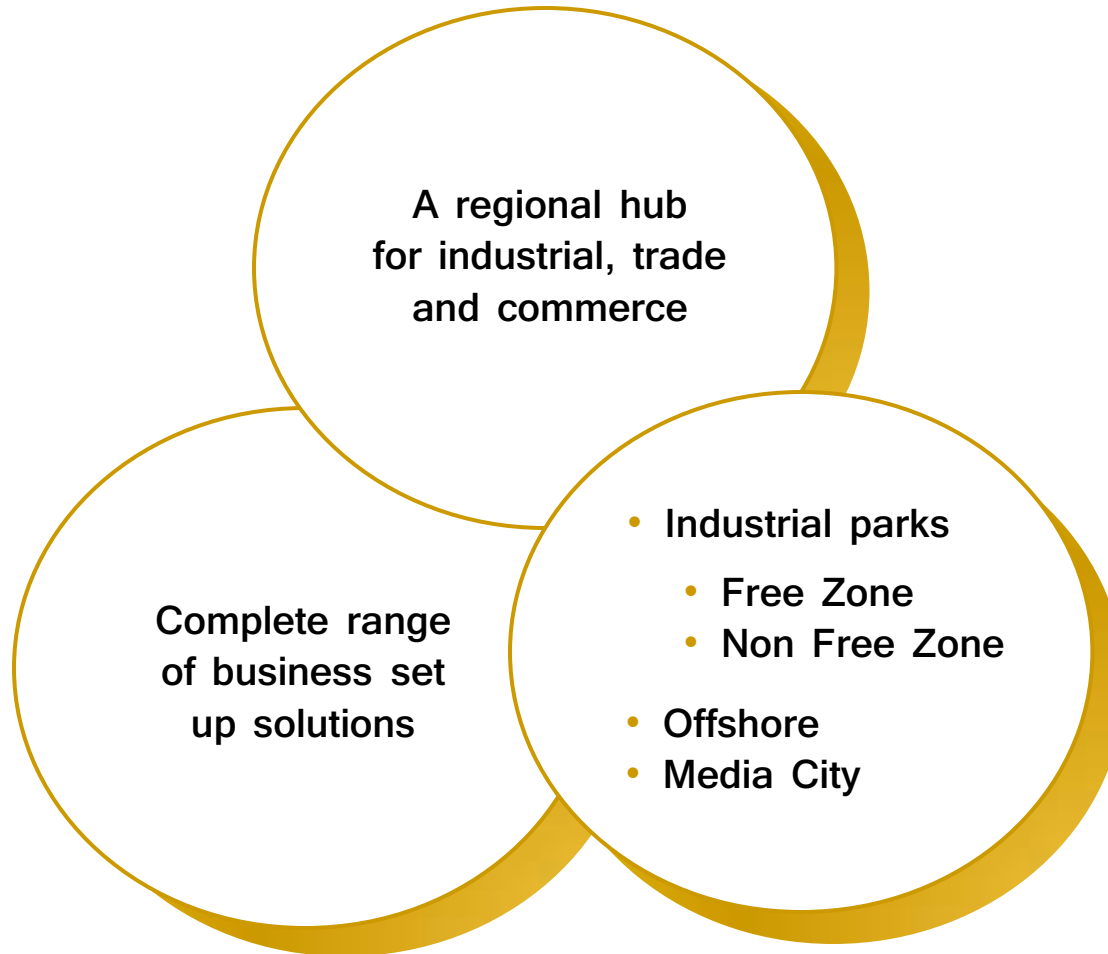 A regional hub
for industrial, trade
and commerce
Complete range
of business set
up solutions
• Industrial parks
• Free Zone
• Non Free Zone
• Offshore
• Media City